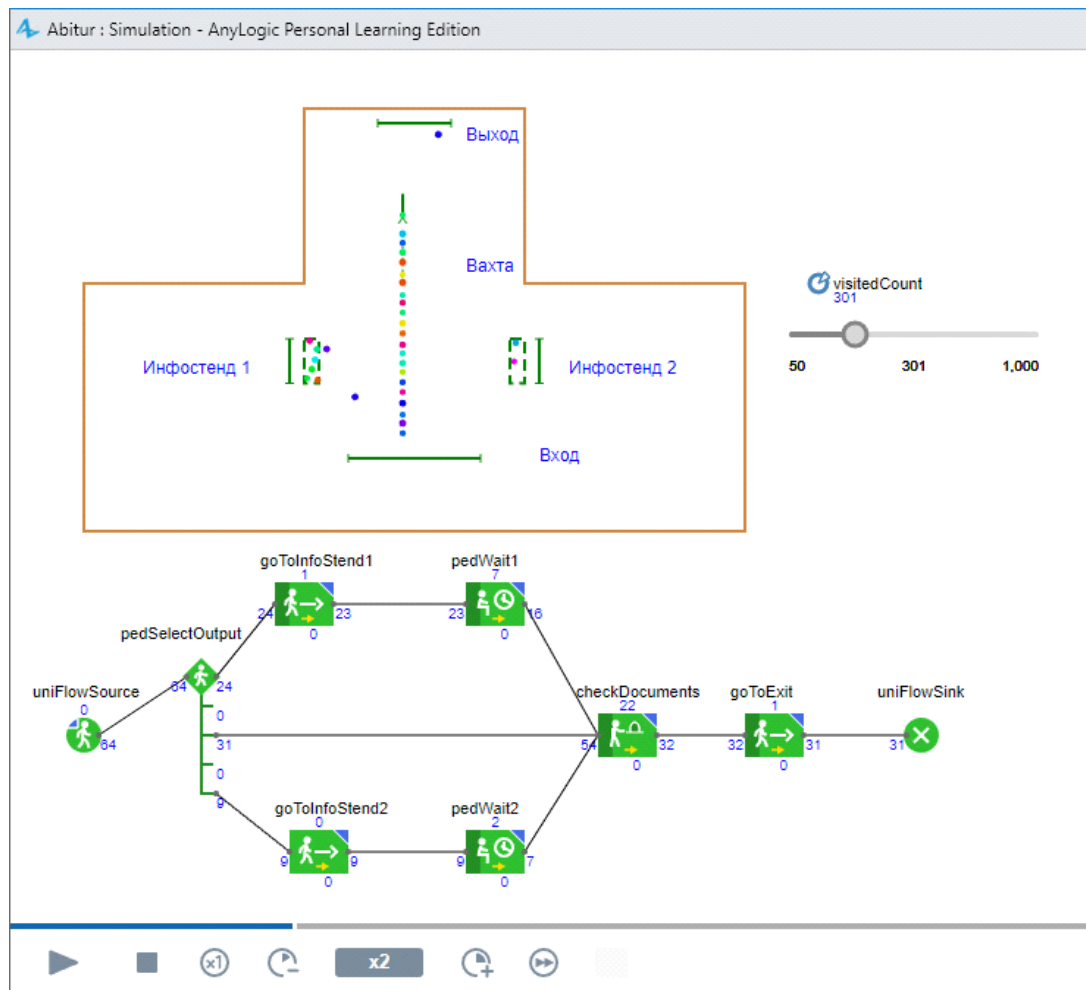 Abitur : Simulation - AnyLogic Personal Learning Edition
Выход
Вахта
visitedCount
301
50 301 1,000
Инфостенд 1
Инфостенд 2
Вход
goToInfoStend1
1
24 23
0
pedWait1
7
23 16
0
pedSelectOutput
64 24
0
31
0
9
uniFlowSource
0
64
checkDocuments
22
54 32
0
goToExit
1
32 31
0
uniFlowSink
31
goToInfoStend2
0
9 9
0
pedWait2
2
9 7
0
x1
x2